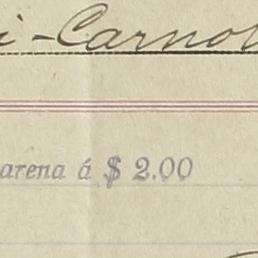 i-Carnot
arena á $ 2.00